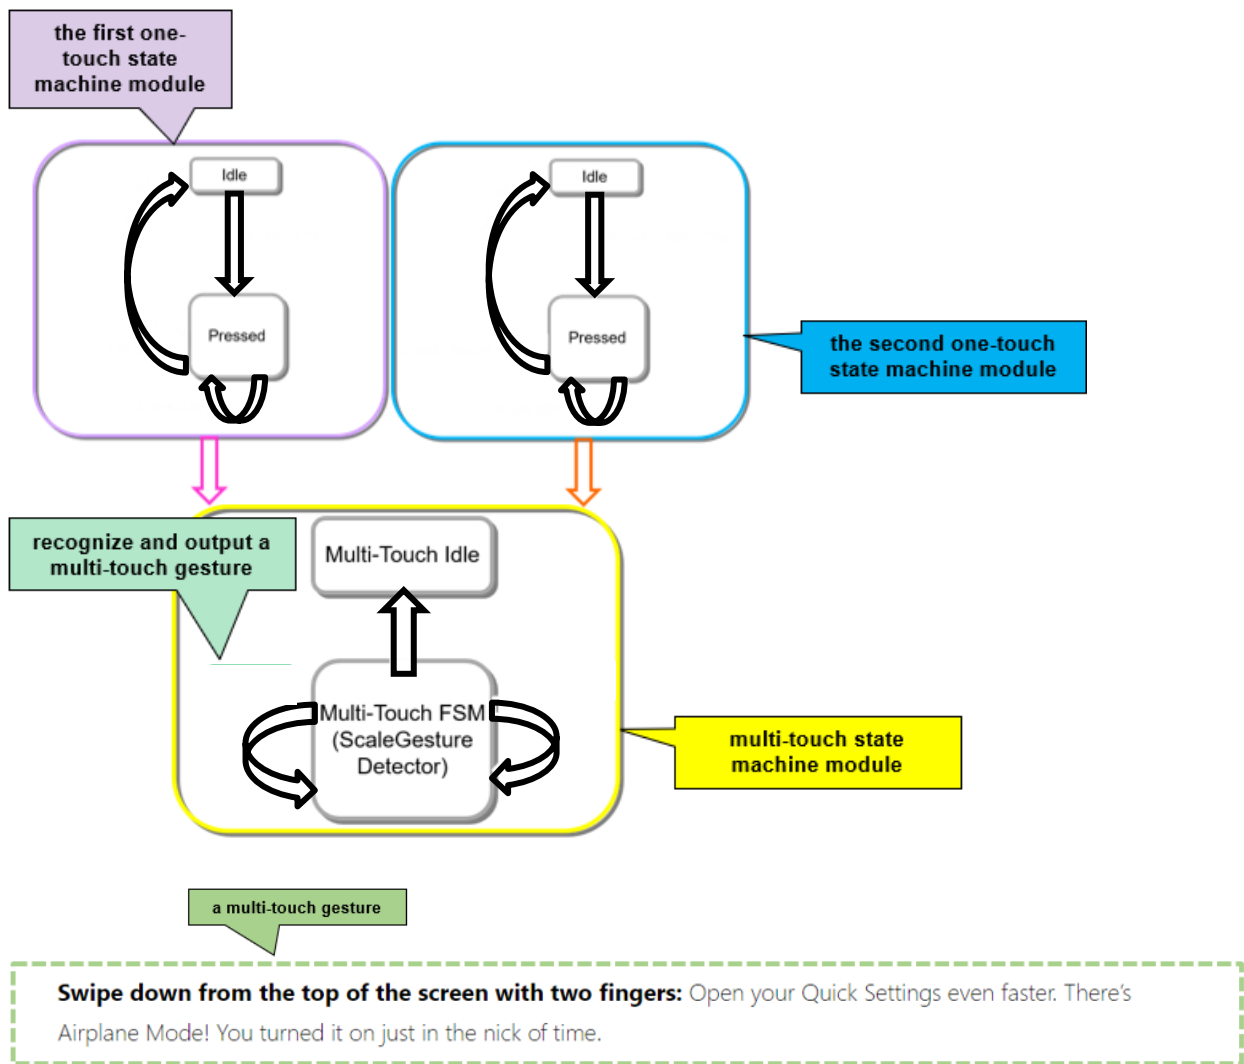 the first one-
touch state
machine module
Idle
Idle
Pressed
Pressed
the second one-touch
state machine module
recognize and output a
multi-touch gesture
Multi-Touch Idle
Multi-Touch FSM
(ScaleGesture
Detector)
multi-touch state
machine module
a multi-touch gesture
Swipe down from the top of the screen with two fingers: Open your Quick Settings even faster. There's
Airplane Mode! You turned it on just in the nick of time.